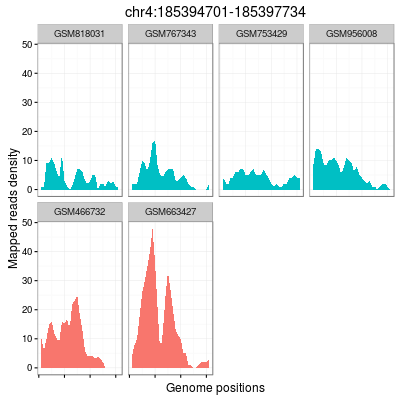 chr4:185394701-185397734
GSM818031 GSM767343 GSM753429 GSM956008
50
40
30
20
10
0
GSM466732 GSM663427
50
40
30
20
10
0
Mapped reads density
Genome positions